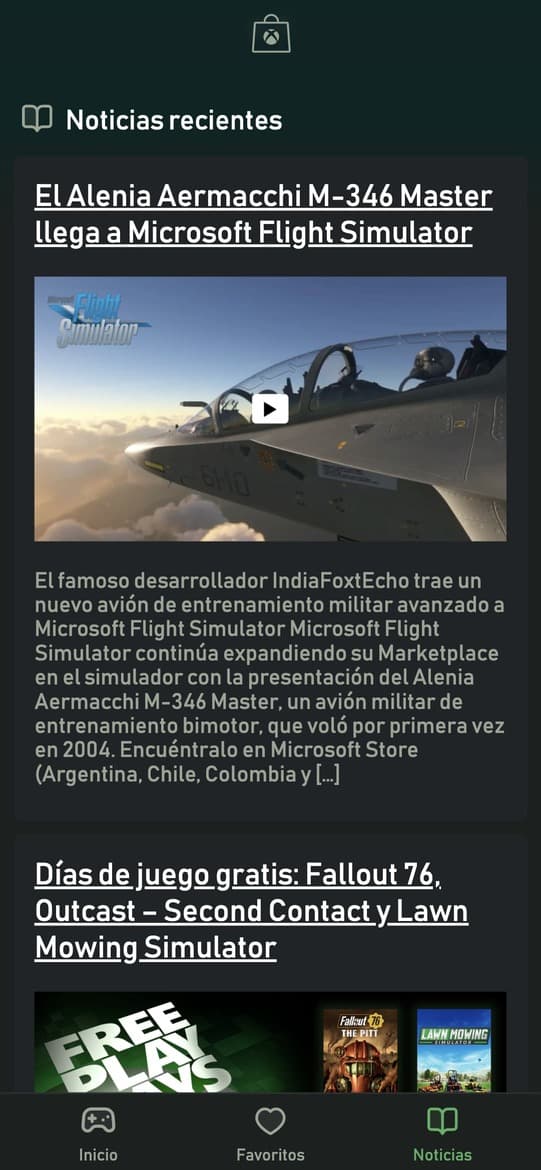 Noticias recientes
El Alenia Aermacchi M-346 Master
llega a Microsoft Flight Simulator
Microsoft
Flight
Simulator
El famoso desarrollador IndiaFoxtEcho trae un
nuevo avión de entrenamiento militar avanzado a
Microsoft Flight Simulator Microsoft Flight
Simulator continúa expandiendo su Marketplace
en el simulador con la presentación del Alenia
Aermacchi M-346 Master, un avión militar de
entrenamiento bimotor, que voló por primera vez
en 2004. Encuéntralo en Microsoft Store
(Argentina, Chile, Colombia y [...]
Días de juego gratis: Fallout 76,
Outcast – Second Contact y Lawn
Mowing Simulator
FREE
PLAY
DAYS
Fallout 76
THE PITT
LAWN MOWING
SIMULATOR
Inicio
Favoritos
Noticias